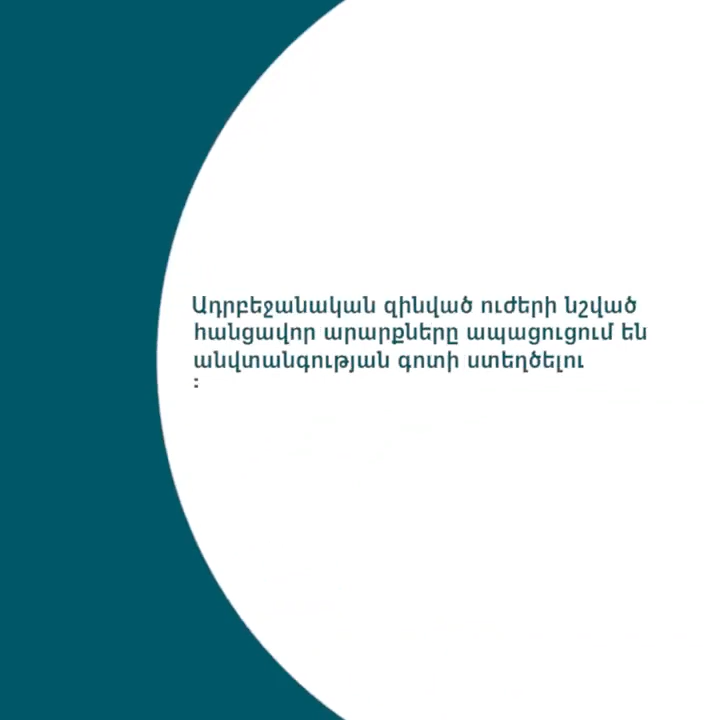 Ադրբեջանական զինված ուժերի նշված
հանցավոր արարքները ապացուցում են
անվտանգության գոտի ստեղծելու
: